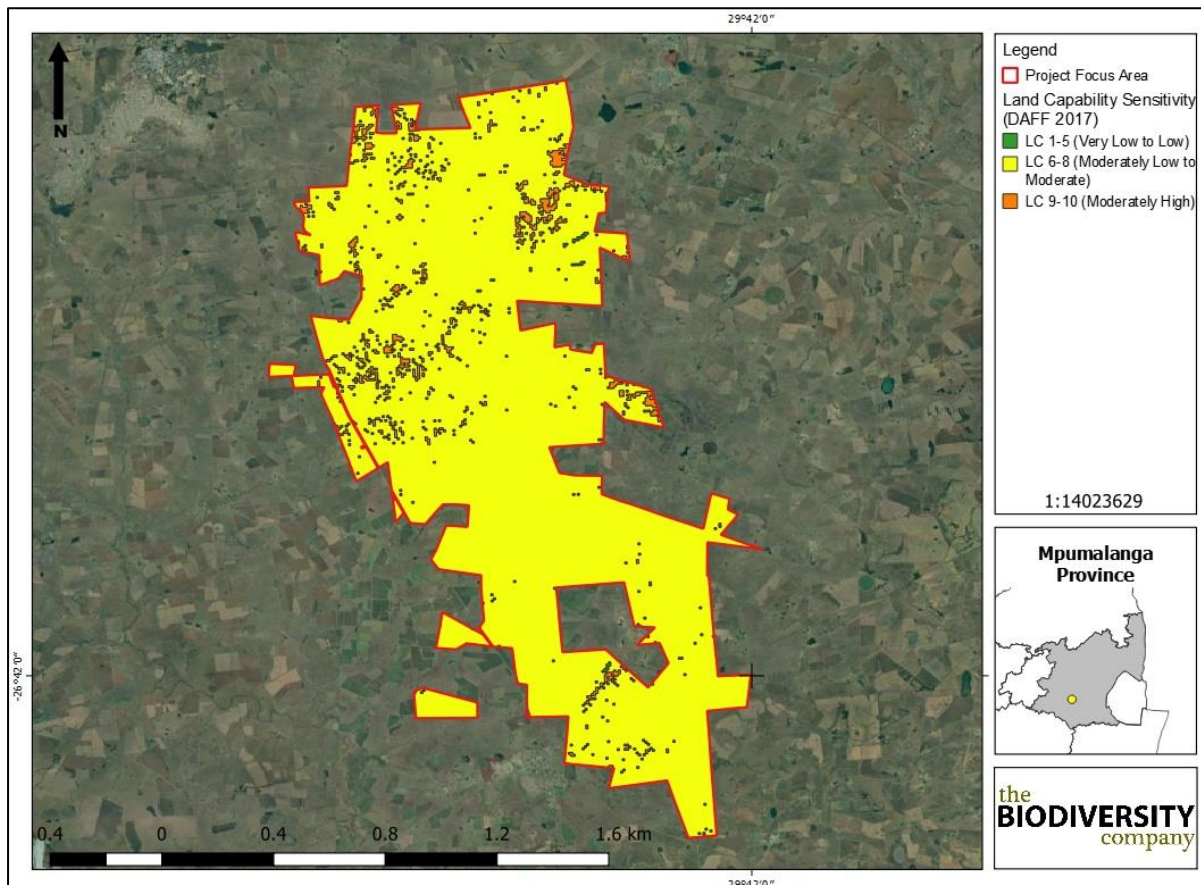 29°42'0"
N
-26°42'0"
0.4 0 0.4 0.8 1.2 1.6 km
29°42'0"
Legend
Project Focus Area
Land Capability Sensitivity
(DAFF 2017)
LC 1-5 (Very Low to Low)
LC 6-8 (Moderately Low to
Moderate)
LC 9-10 (Moderately High)
1:14023629
Mpumalanga
Province
the
BIODIVERSITY
company